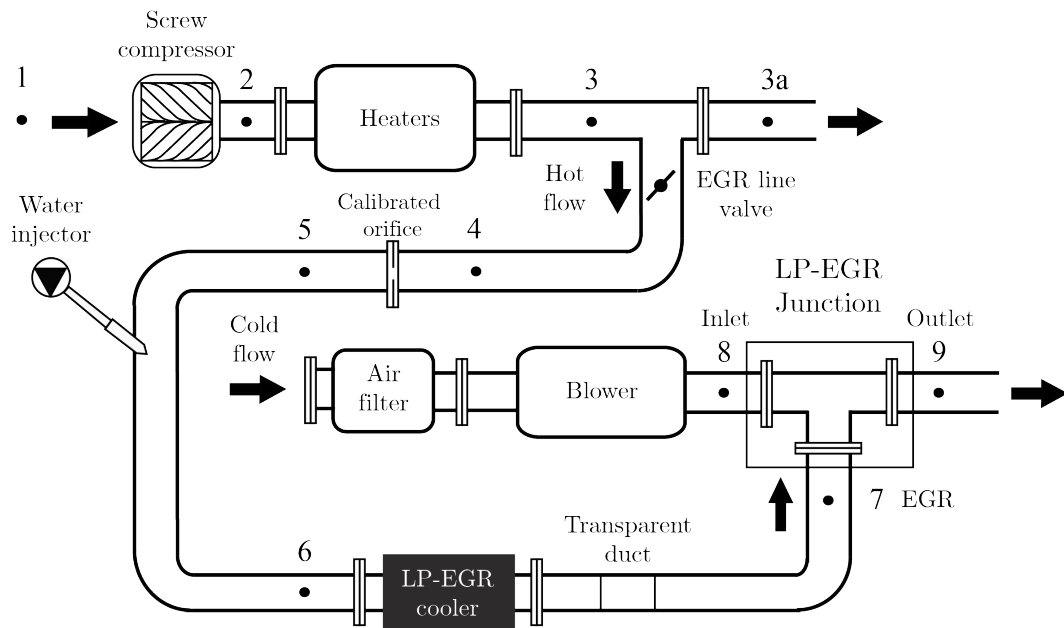 Screw
compressor
1
2
3
3a
Heaters
Hot
flow
EGR line
valve
Water
injector
Calibrated
orifice
5
4
LP-EGR
Junction
Cold
flow
Inlet
Outlet
8
9
Air
filter
Blower
7 EGR
Transparent
duct
6
LP-EGR
cooler